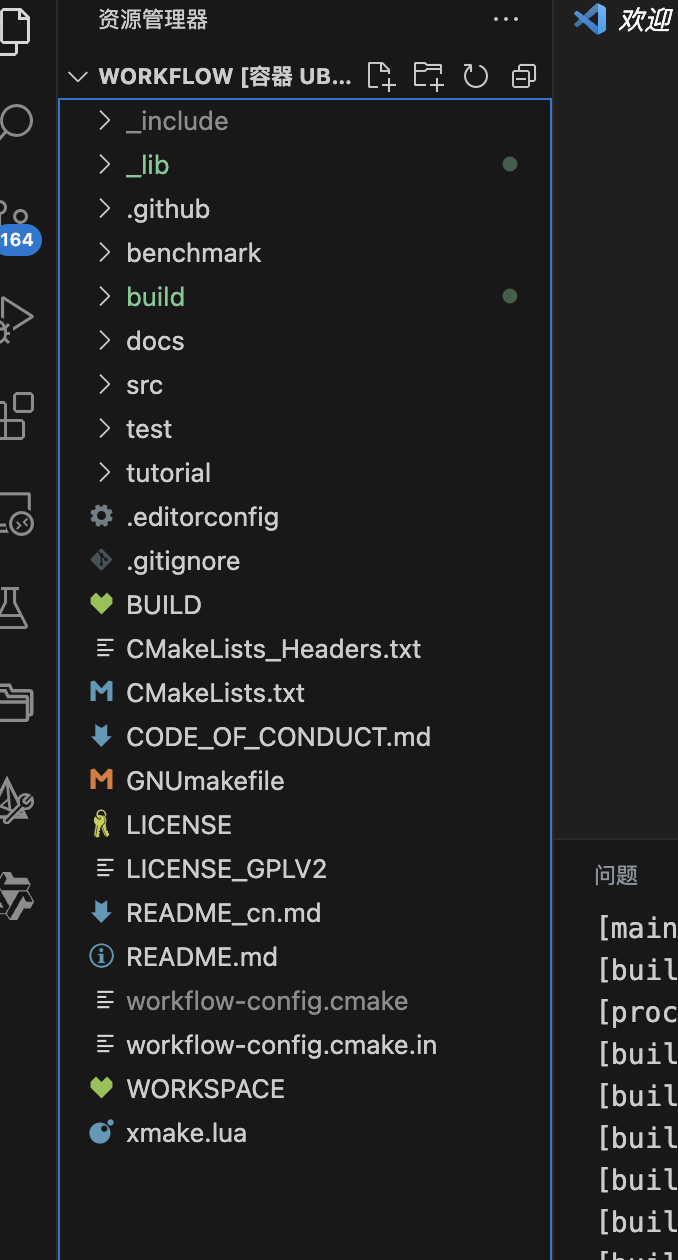 资源管理器
欢迎
WORKFLOW [容器 UB...
_include
_lib
.github
164
benchmark
build
docs
src
test
tutorial
.editorconfig
.gitignore
BUILD
CMakeLists_Headers.txt
CMakeLists.txt
CODE_OF_CONDUCT.md
GNUmakefile
LICENSE
LICENSE_GPLV2
README_cn.md
README.md
workflow-config.cmake
workflow-config.cmake.in
WORKSPACE
xmake.lua
问题
[main
[buil
[proc
[buil
[buil
[buil
[buil
[buil